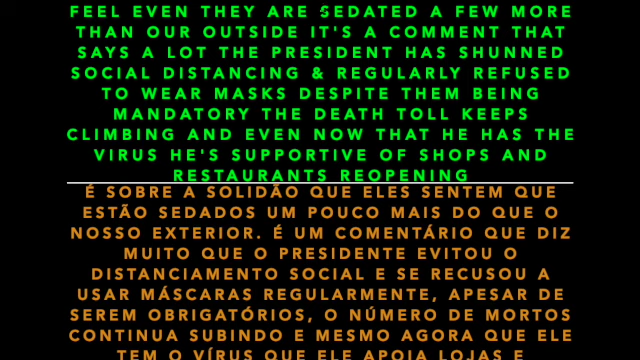 FEEL EVEN THEY ARE SEDATED A FEW MORE
THAN OUR OUTSIDE IT'S A COMMENT THAT
SAYS A LOT THE PRESIDENT HAS SHUNNED
SOCIAL DISTANCING & REGULARLY REFUSED
TO WEAR MASKS DESPITE THEM BEING
MANDATORY THE DEATH TOLL KEEPS
CLIMBING AND EVEN NOW THAT HE HAS THE
VIRUS HE'S SUPPORTIVE OF SHOPS AND
RESTAURANTS REOPENING
É SOBRE A SOLIDÃO QUE ELES SENTEM QUE
ESTÃO SEDADOS UM POUCO MAIS DO QUE O
NOSSO EXTERIOR. É UM COMENTÁRIO QUE DIZ
MUITO QUE O PRESIDENTE EVITOU O
DISTANCIAMENTO SOCIAL E SE RECUSOU A
USAR MÁSCARAS REGULARMENTE, APESAR DE
SEREM OBRIGATÓRIOS, O NÚMERO DE MORTOS
CONTINUA SUBINDO E MESMO AGORA QUE ELE
TEM O VÍRUS QUE ELE APOIA LOJAS E